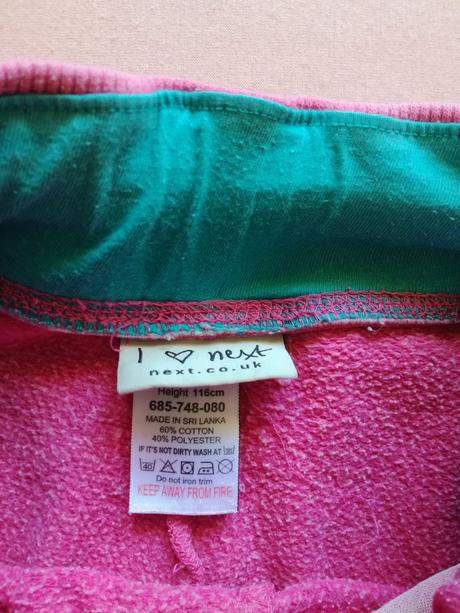 I ♡ next
next.co.uk
Height 116cm
685-748-080
MADE IN SRI LANKA
60% COTTON
40% POLYESTER
IF IT'S NOT DIRTY WASH AT 30
40
Do not iron trim
KEEP AWAY FROM FIRE